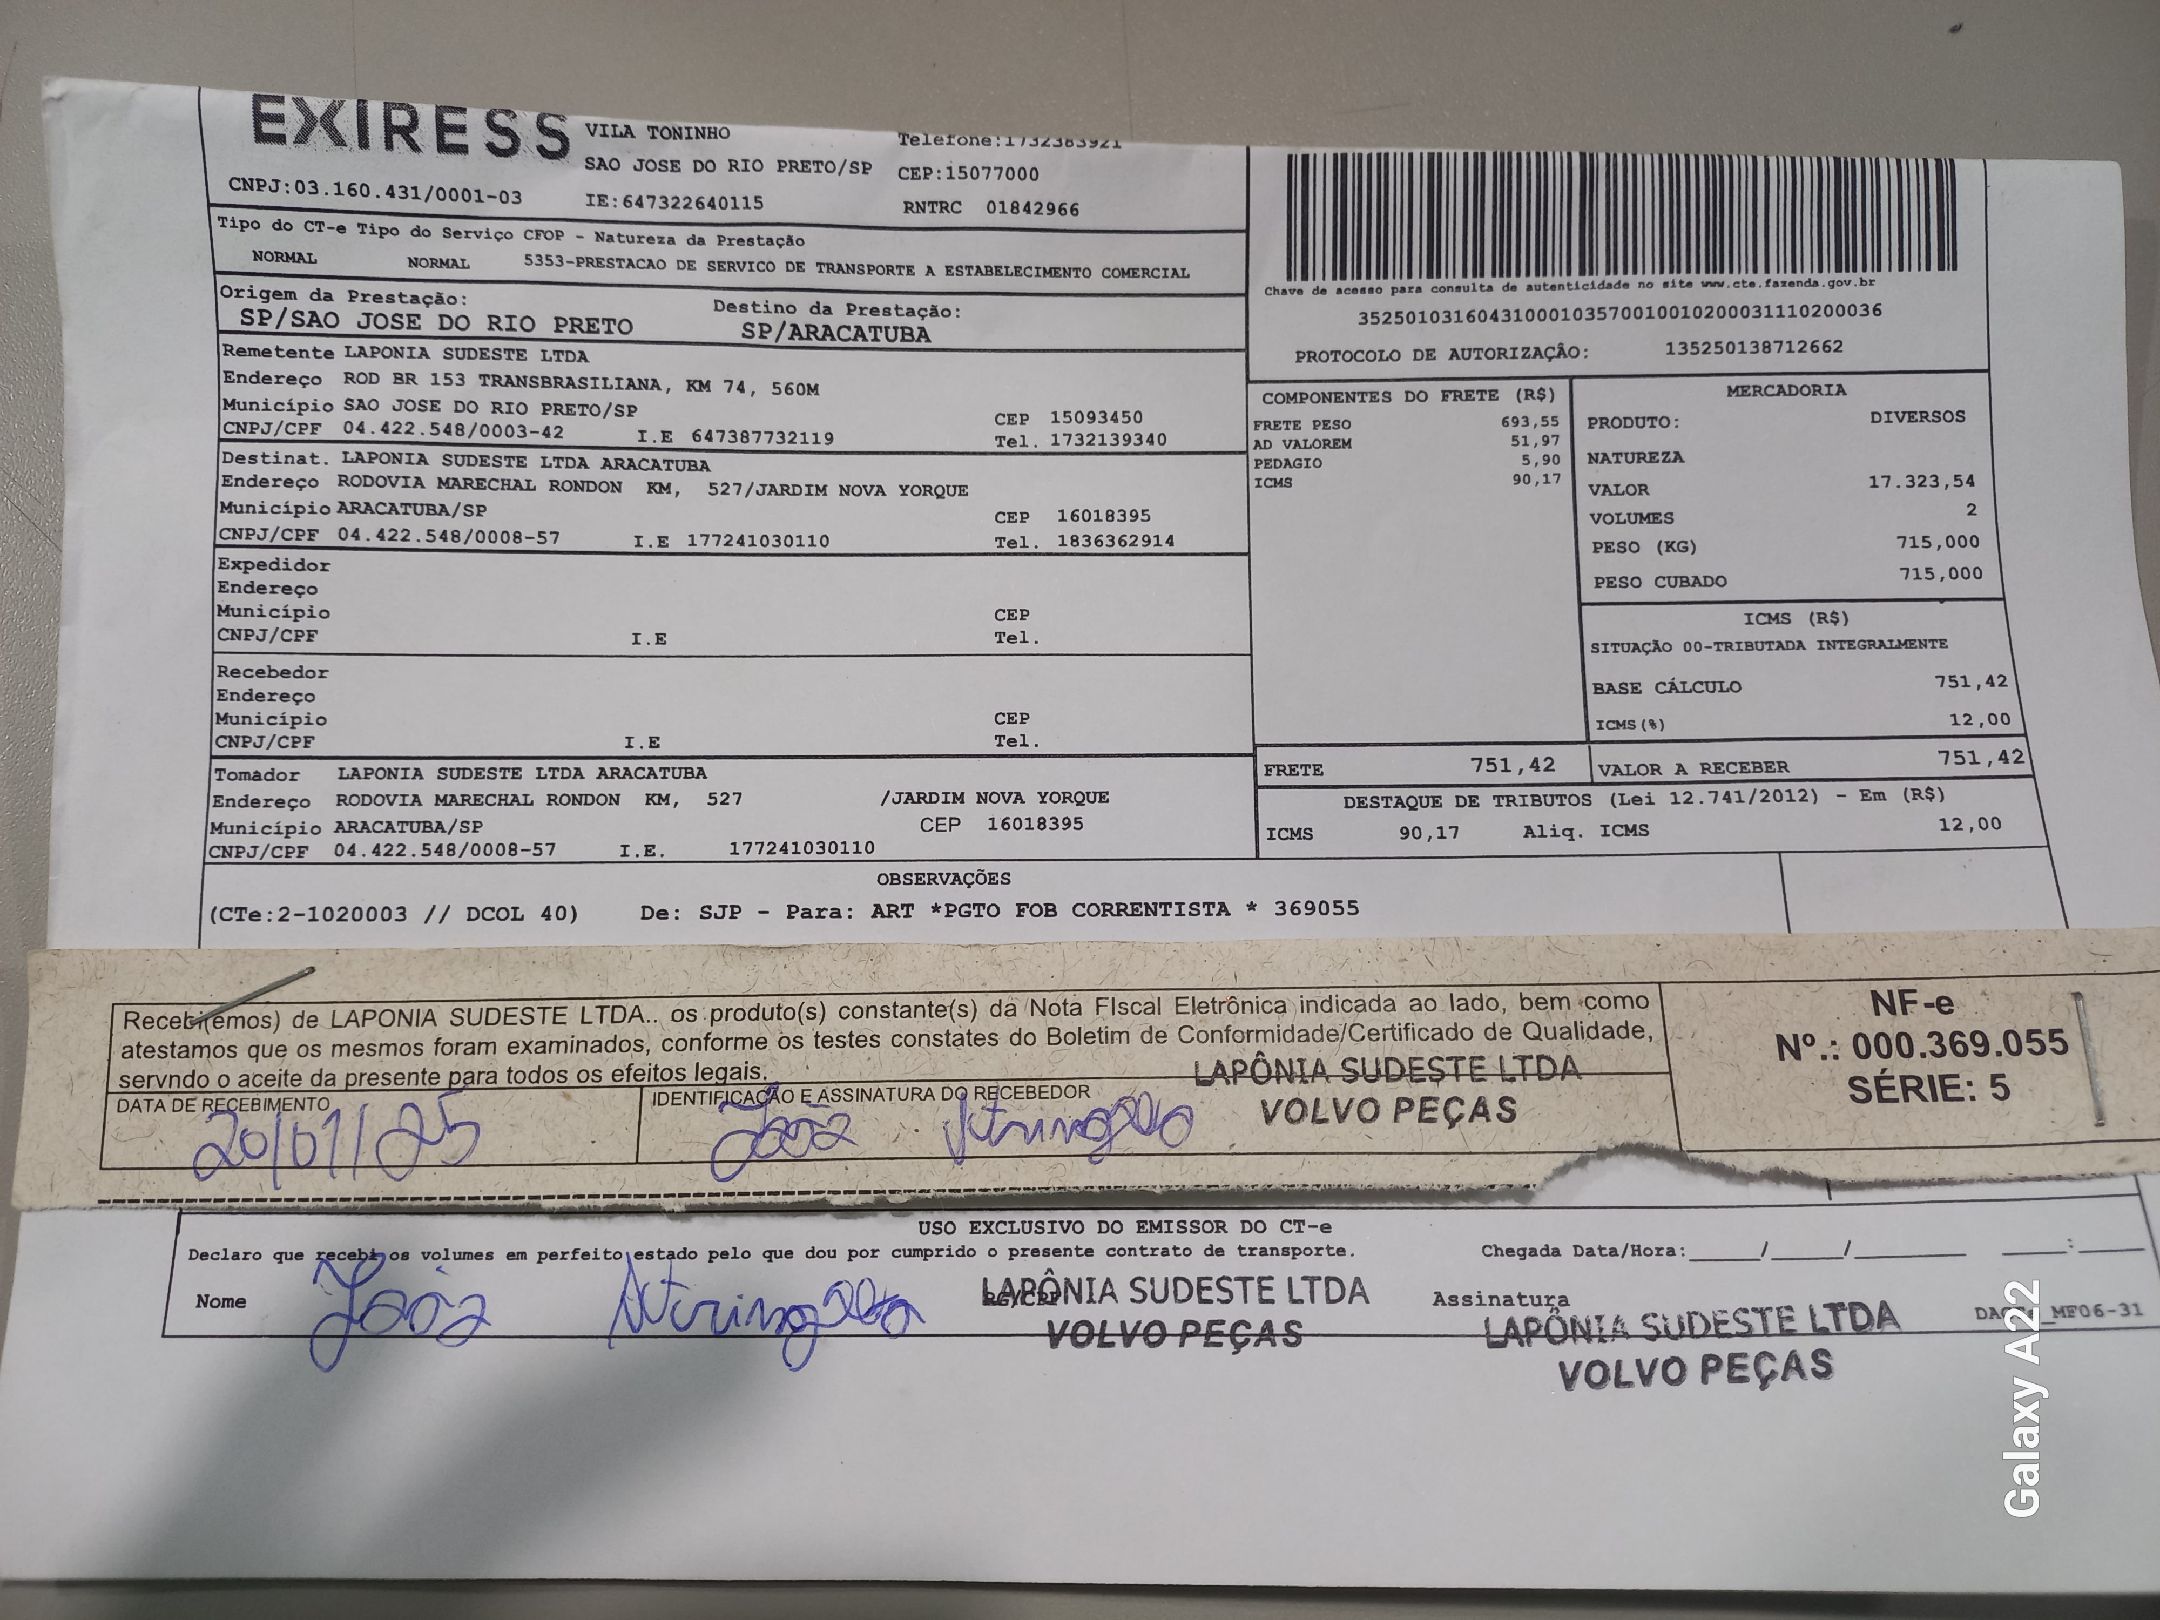 EXIRESS
VILA TONINHO Telefone:1732383921
SAO JOSE DO RIO PRETO/SP CEP:15077000
CNPJ:03.160.431/0001-03 IE:647322640115 RNTRC 01842966
Tipo do CT-e Tipo do Serviço CFOP - Natureza da Prestação
NORMAL NORMAL 5353-PRESTACAO DE SERVICO DE TRANSPORTE A ESTABELECIMENTO COMERCIAL
Origem da Prestação: Destino da Prestação:
SP/SAO JOSE DO RIO PRETO SP/ARACATUBA
Remetente LAPONIA SUDESTE LTDA
Endereço ROD BR 153 TRANSBRASILIANA, KM 74, 560M
Município SAO JOSE DO RIO PRETO/SP CEP 15093450
CNPJ/CPF 04.422.548/0003-42 I.E 647387732119 Tel. 1732139340
Destinat. LAPONIA SUDESTE LTDA ARACATUBA
Endereço RODOVIA MARECHAL RONDON KM, 527/JARDIM NOVA YORQUE
Município ARACATUBA/SP CEP 16018395
CNPJ/CPF 04.422.548/0008-57 I.E 177241030110 Tel. 1836362914
Expedidor
Endereço
Município CEP
CNPJ/CPF I.E Tel.
Recebedor
Endereço
Município CEP
CNPJ/CPF I.E Tel.
Tomador LAPONIA SUDESTE LTDA ARACATUBA
Endereço RODOVIA MARECHAL RONDON KM, 527 /JARDIM NOVA YORQUE
Município ARACATUBA/SP CEP 16018395
CNPJ/CPF 04.422.548/0008-57 I.E. 177241030110
Chave de acesso para consulta de autenticidade no site www.cte.fazenda.gov.br
35250103160431000103570010010200031110200036
PROTOCOLO DE AUTORIZAÇÂO: 135250138712662
COMPONENTES DO FRETE (R$)
FRETE PESO 693,55
AD VALOREM 51,97
PEDAGIO 5,90
ICMS 90,17
MERCADORIA
PRODUTO: DIVERSOS
NATUREZA
VALOR 17.323,54
VOLUMES 2
PESO (KG) 715,000
PESO CUBADO 715,000
ICMS (R$)
SITUAÇÃO 00-TRIBUTADA INTEGRALMENTE
BASE CÁLCULO 751,42
ICMS(%) 12,00
FRETE 751,42 VALOR A RECEBER 751,42
DESTAQUE DE TRIBUTOS (Lei 12.741/2012) - Em (R$)
ICMS 90,17 Aliq. ICMS 12,00
OBSERVAÇÕES
(CTe:2-1020003 // DCOL 40) De: SJP - Para: ART *PGTO FOB CORRENTISTA * 369055
Recebi(emos) de LAPONIA SUDESTE LTDA.. os produto(s) constante(s) da Nota FIscal Eletrônica indicada ao lado, bem como
atestamos que os mesmos foram examinados, conforme os testes constates do Boletim de Conformidade/Certificado de Qualidade,
servndo o aceite da presente para todos os efeitos legais.
LAPÔNIA SUDESTE LTDA
VOLVO PEÇAS
DATA DE RECEBIMENTO IDENTIFICAÇÃO E ASSINATURA DO RECEBEDOR
20/01/25 João
NF-e
Nº.: 000.369.055
SÉRIE: 5
USO EXCLUSIVO DO EMISSOR DO CT-e
Declaro que recebi os volumes em perfeito estado pelo que dou por cumprido o presente contrato de transporte. Chegada Data/Hora:____/____/______ ____:____
Nome João RG/CPF Assinatura
LAPÔNIA SUDESTE LTDA
VOLVO PEÇAS
LAPÔNIA SUDESTE LTDA
VOLVO PEÇAS
MF06-31
Galaxy A22